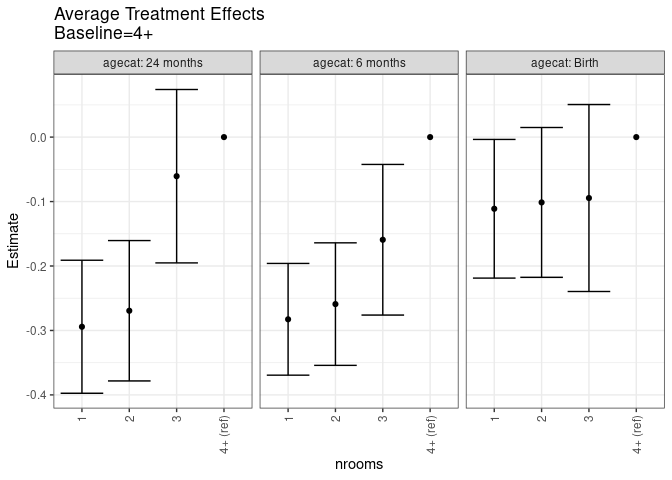 Average Treatment Effects
Baseline=4+
agecat: 24 months
agecat: 6 months
agecat: Birth
Estimate
0.0
-0.1
-0.2
-0.3
-0.4
1
2
3
4+ (ref)
1
2
3
4+ (ref)
1
2
3
4+ (ref)
nrooms